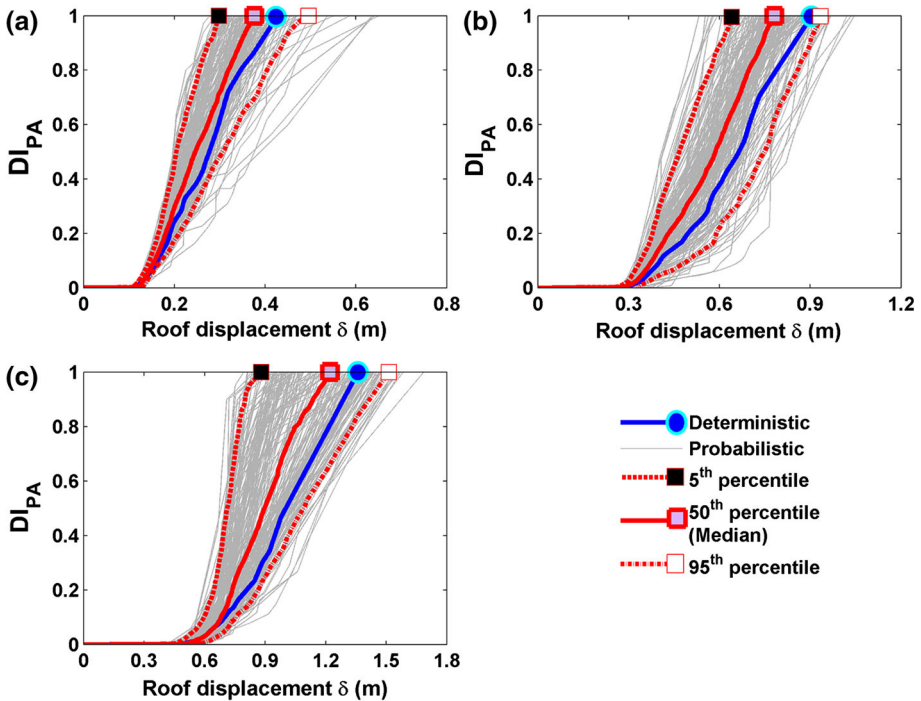 (a)
1
0.8
0.6
0.4
0.2
0
DI_PA
0 0.2 0.4 0.6 0.8
Roof displacement δ (m)
(b)
1
0.8
0.6
0.4
0.2
0
DI_PA
0 0.3 0.6 0.9 1.2
Roof displacement δ (m)
(c)
1
0.8
0.6
0.4
0.2
0
DI_PA
0 0.3 0.6 0.9 1.2 1.5 1.8
Roof displacement δ (m)
Deterministic
Probabilistic
5th percentile
50th percentile
(Median)
95th percentile